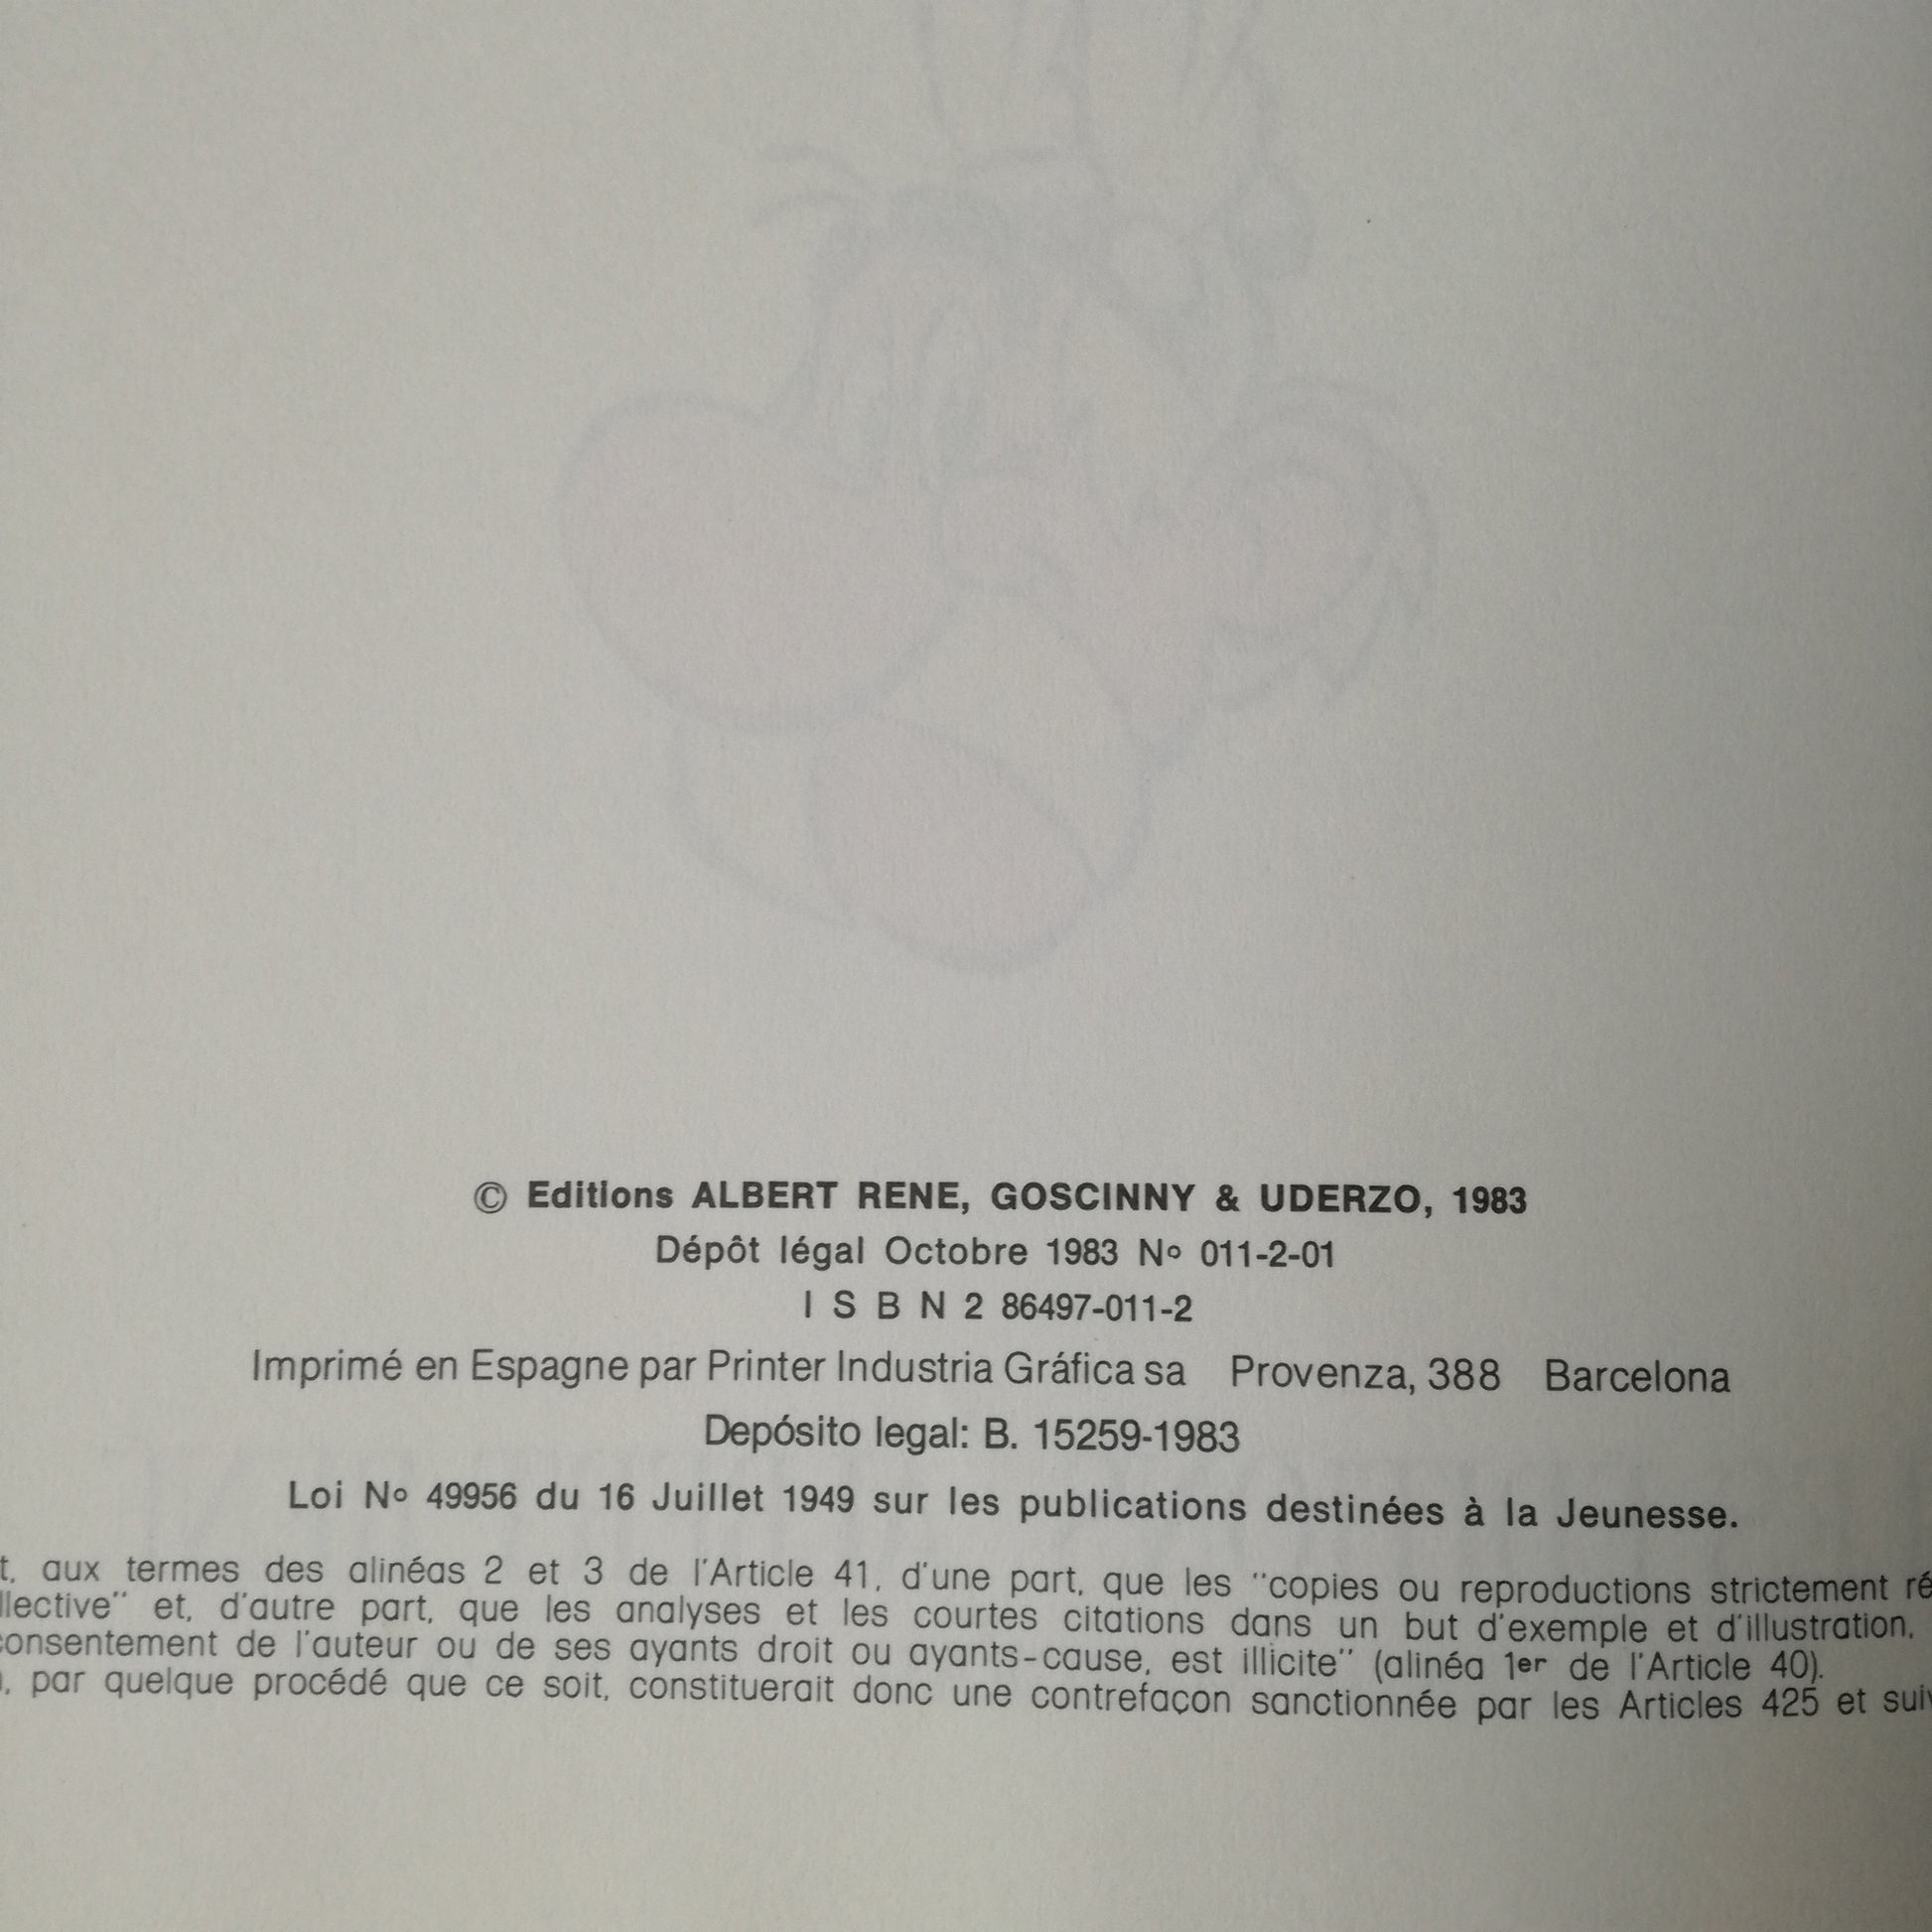 © Editions ALBERT RENE, GOSCINNY & UDERZO, 1983
Dépôt légal Octobre 1983 Nº 011-2-01
I S B N 2 86497-011-2
Imprimé en Espagne par Printer Industria Gráfica sa Provenza, 388 Barcelona
Depósito legal: B. 15259-1983
Loi Nº 49956 du 16 Juillet 1949 sur les publications destinées à la Jeunesse.
aux termes des alinéas 2 et 3 de l'Article 41, d'une part, que les "copies ou reproductions strictement
et, d'autre part, que les analyses et les courtes citations dans un but d'exemple et d'illustration,
consentement de l'auteur ou de ses ayants droit ou ayants-cause, est illicite" (alinéa 1er de l'Article 40).
par quelque procédé que ce soit, constituerait donc une contrefaçon sanctionnée par les Articles 425 et